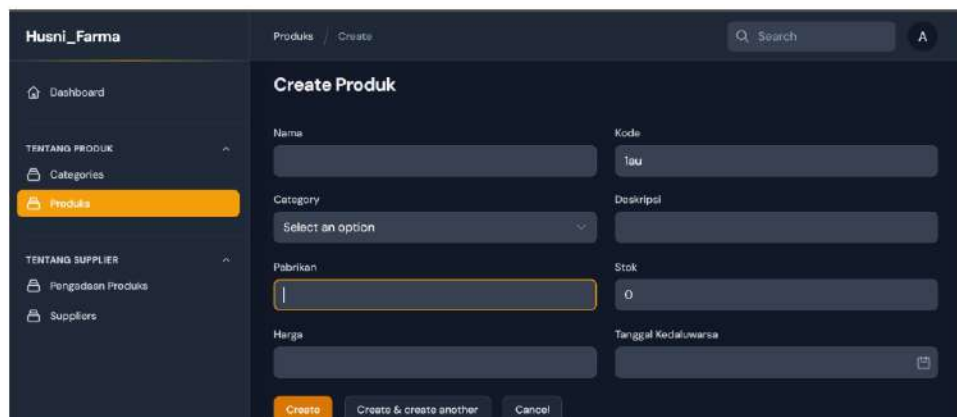 Husni_Farma
Produks / Create
Search
A
Dashboard
Create Produk
TENTANG PRODUK
Categories
Produks
TENTANG SUPPLIER
Pengadaan Produks
Suppliers
Nama
Kode
1au
Category
Select an option
Deskripsi
Pabrikan
Stok
0
Harga
Tanggal Kedaluwarsa
Create
Create & create another
Cancel